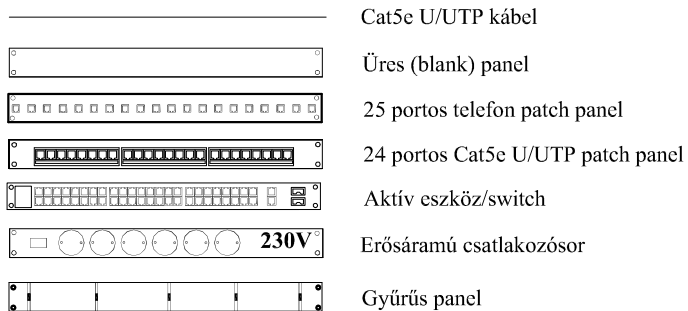 Cat5e U/UTP kábel
Üres (blank) panel
25 portos telefon patch panel
24 portos Cat5e U/UTP patch panel
Aktív eszköz/switch
230V
Erősáramú csatlakozósor
Gyűrűs panel